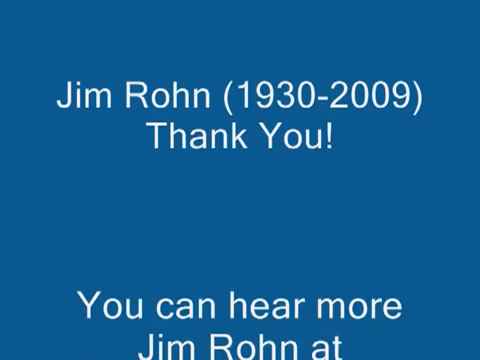 Jim Rohn (1930-2009)
Thank You!
You can hear more
Jim Rohn at